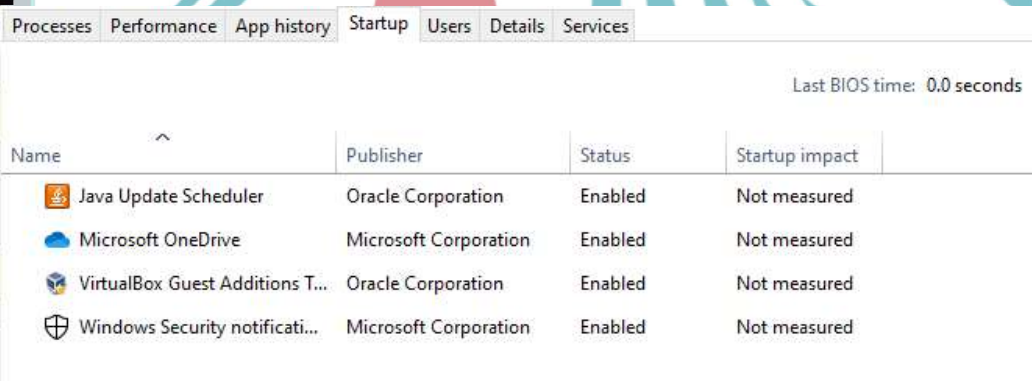 Processes Performance App history Startup Users Details Services
Last BIOS time: 0.0 seconds
Name Publisher Status Startup impact
Java Update Scheduler Oracle Corporation Enabled Not measured
Microsoft OneDrive Microsoft Corporation Enabled Not measured
VirtualBox Guest Additions T... Oracle Corporation Enabled Not measured
Windows Security notificati... Microsoft Corporation Enabled Not measured